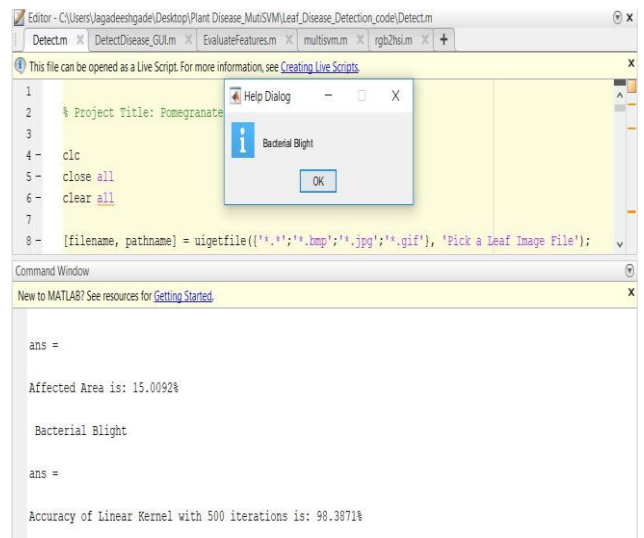 Editor - C:\Users\Jagadeeshgade\Desktop\Plant Disease_MutiSVM\Leaf_Disease_Detection_code\Detect.m
Detect.m DetectDisease_GUI.m EvaluateFeatures.m multisvm.m rgb2hsi.m +
This file can be opened as a Live Script. For more information, see Creating Live Scripts.
1
2 % Project Title: Pomegranate
3
4 - clc
5 - close all
6 - clear all
7
8 - [filename, pathname] = uigetfile({'*.*';'*.bmp';'*.jpg';'*.gif'}, 'Pick a Leaf Image File');
Help Dialog
Bacterial Blight
OK
Command Window
New to MATLAB? See resources for Getting Started.
ans =
Affected Area is: 15.0092%
Bacterial Blight
ans =
Accuracy of Linear Kernel with 500 iterations is: 98.3871%